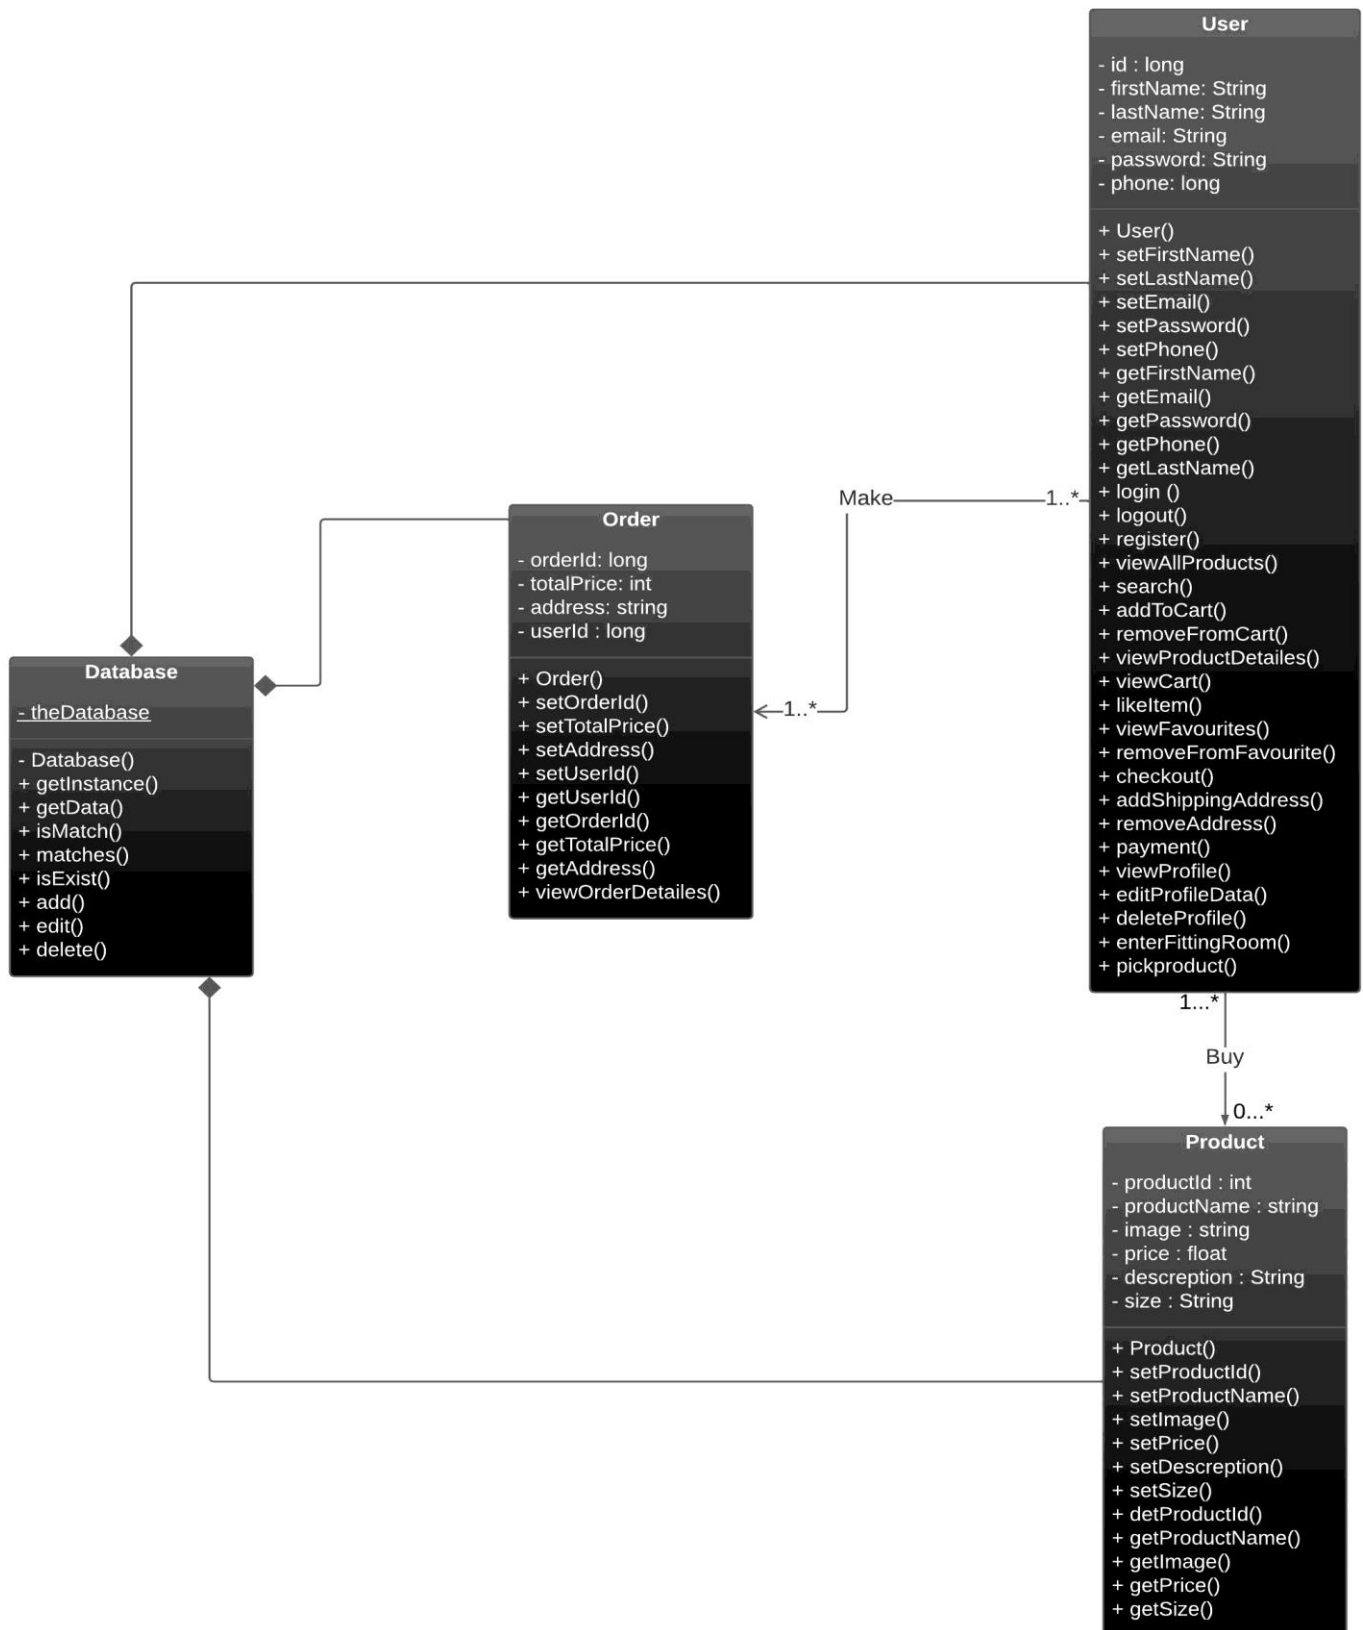 User
- id : long
- firstName: String
- lastName: String
- email: String
- password: String
- phone: long
+ User()
+ setFirstName()
+ setLastName()
+ setEmail()
+ setPassword()
+ setPhone()
+ getFirstName()
+ getEmail()
+ getPassword()
+ getPhone()
+ getLastName()
+ login ()
+ logout()
+ register()
+ viewAllProducts()
+ search()
+ addToCart()
+ removeFromCart()
+ viewProductDetailes()
+ viewCart()
+ likeItem()
+ viewFavourites()
+ removeFromFavourite()
+ checkout()
+ addShippingAddress()
+ removeAddress()
+ payment()
+ viewProfile()
+ editProfileData()
+ deleteProfile()
+ enterFittingRoom()
+ pickproduct()
Make
1..*
1..*
Order
- orderId: long
- totalPrice: int
- address: string
- userId : long
+ Order()
+ setOrderId()
+ setTotalPrice()
+ setAddress()
+ setUserId()
+ getUserId()
+ getOrderId()
+ getTotalPrice()
+ getAddress()
+ viewOrderDetailes()
Database
- theDatabase
- Database()
+ getInstance()
+ getData()
+ isMatch()
+ matches()
+ isExist()
+ add()
+ edit()
+ delete()
1...*
Buy
0...*
Product
- productId : int
- productName : string
- image : string
- price : float
- descreption : String
- size : String
+ Product()
+ setProductId()
+ setProductName()
+ setImage()
+ setPrice()
+ setDescreption()
+ setSize()
+ detProductId()
+ getProductName()
+ getImage()
+ getPrice()
+ getSize()